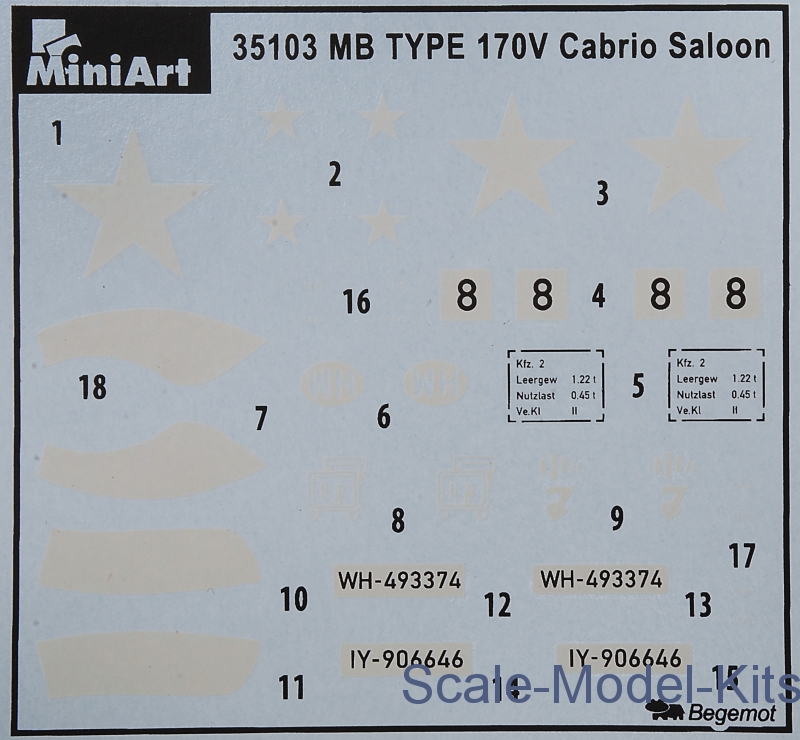 MiniArt
35103 MB TYPE 170V Cabrio Saloon
1
2
3
16
8 8 4 8 8
18
Kfz. 2
Leergew 1.22 t
Nutzlast 0.45 t
Ve.Kl II
5
Kfz. 2
Leergew 1.22 t
Nutzlast 0.45 t
Ve.Kl II
7
6
WH WH
8
9
17
10
WH-493374
12
WH-493374
13
11
IY-906646
14
IY-906646
15
Scale-Model-Kits
Begemot